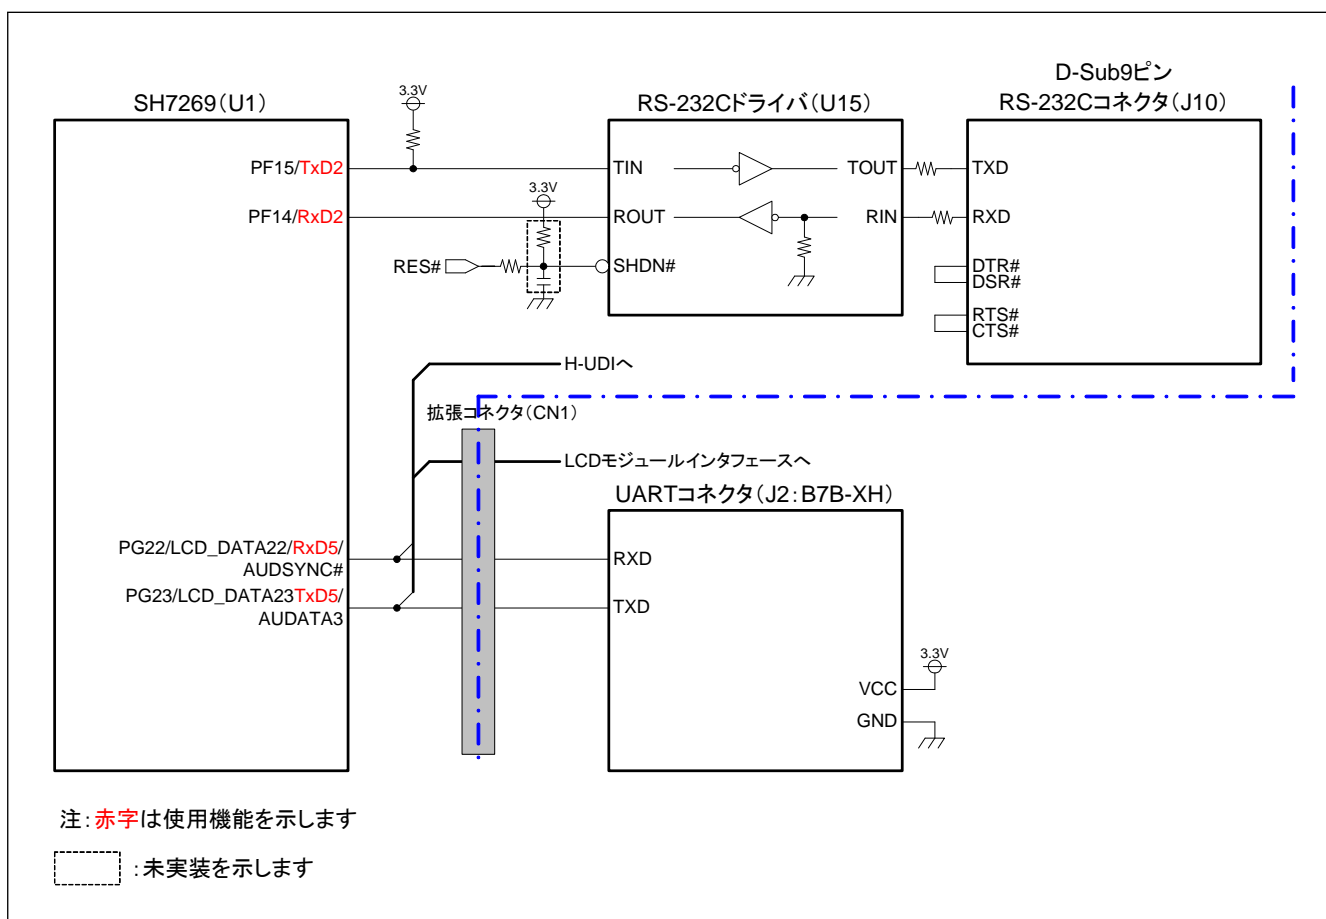 D-Sub9ピン
SH7269(U1)
3.3V
RS-232Cドライバ(U15)
RS-232Cコネクタ(J10)
PF15/TxD2
TIN
TOUT
TXD
PF14/RxD2
3.3V
ROUT
RIN
RXD
RES#
SHDN#
DTR#
DSR#
RTS#
CTS#
H-UDIへ
拡張コネクタ(CN1)
LCDモジュールインタフェースへ
UARTコネクタ(J2:B7B-XH)
PG22/LCD_DATA22/RxD5/
AUDSYNC#
RXD
PG23/LCD_DATA23TxD5/
AUDATA3
TXD
3.3V
VCC
GND
注:赤字は使用機能を示します
:未実装を示します